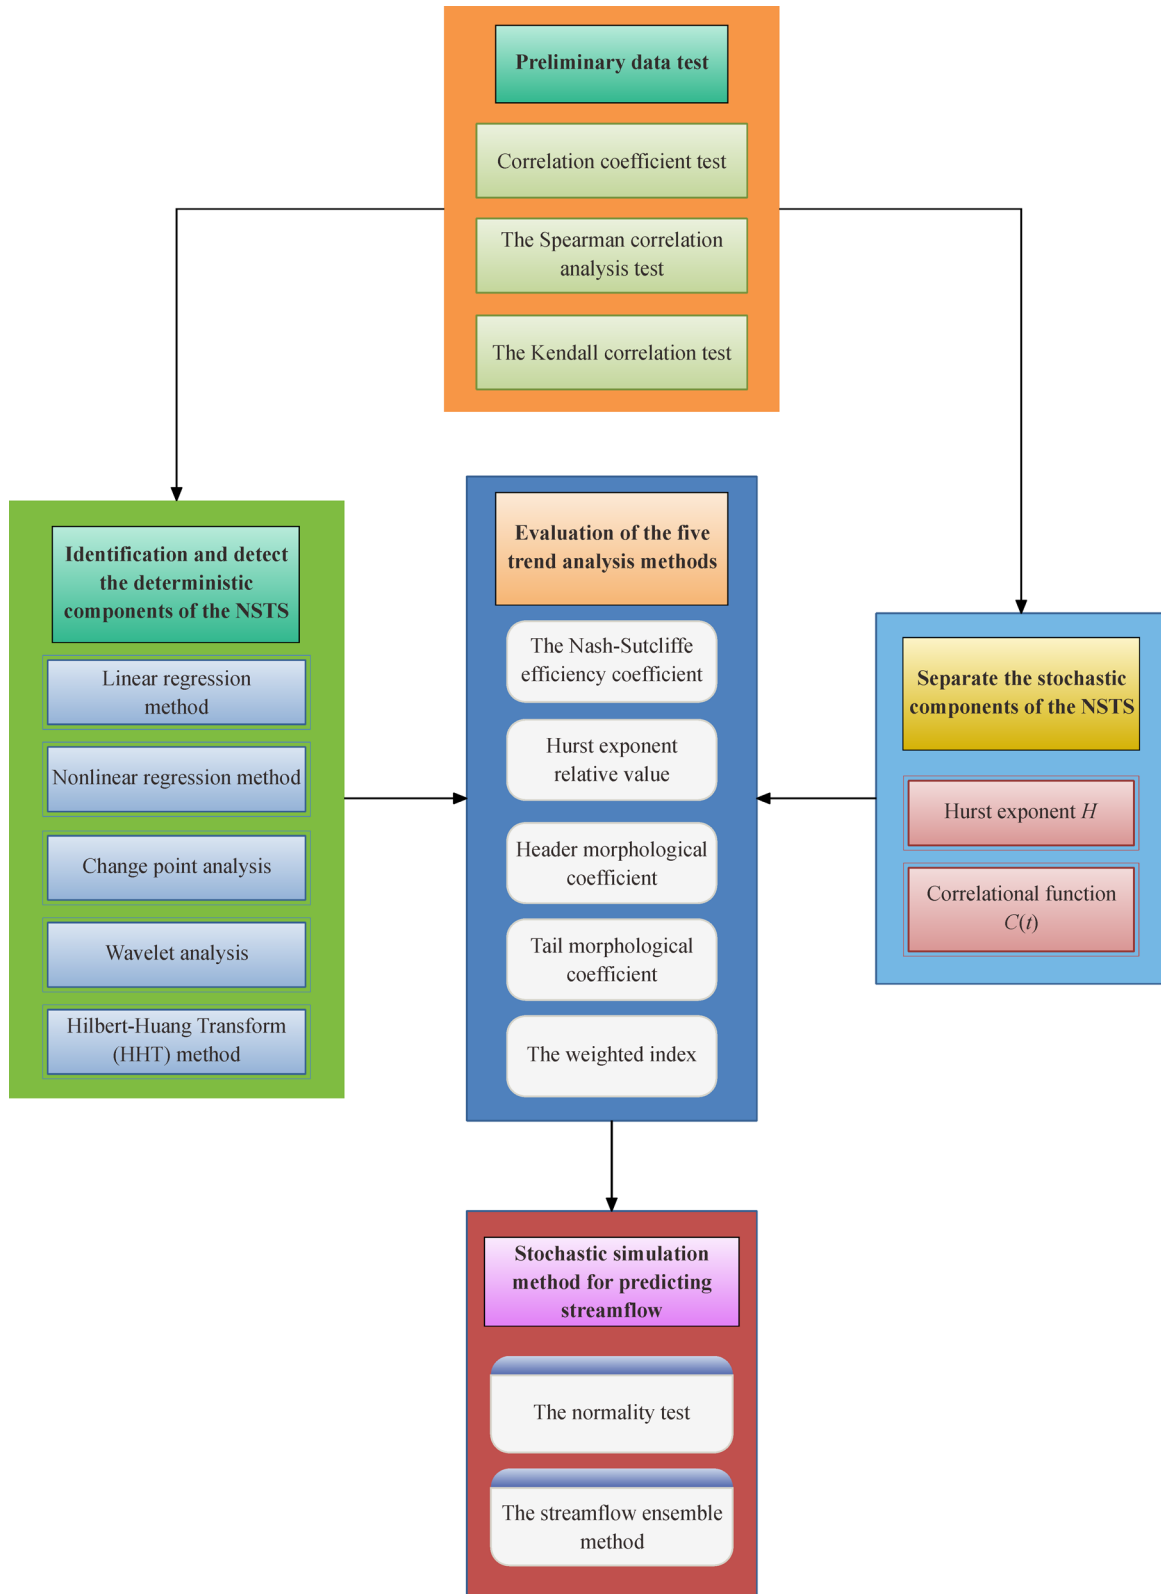 Preliminary data test
Correlation coefficient test
The Spearman correlation
analysis test
The Kendall correlation test
Identification and detect
the deterministic
components of the NSTS
Linear regression
method
Nonlinear regression method
Change point analysis
Wavelet analysis
Hilbert-Huang Transform
(HHT) method
Evaluation of the five
trend analysis methods
The Nash-Sutcliffe
efficiency coefficient
Hurst exponent
relative value
Header morphological
coefficient
Tail morphological
coefficient
The weighted index
Separate the stochastic
components of the NSTS
Hurst exponent H
Correlational function
C(t)
Stochastic simulation
method for predicting
streamflow
The normality test
The streamflow ensemble
method